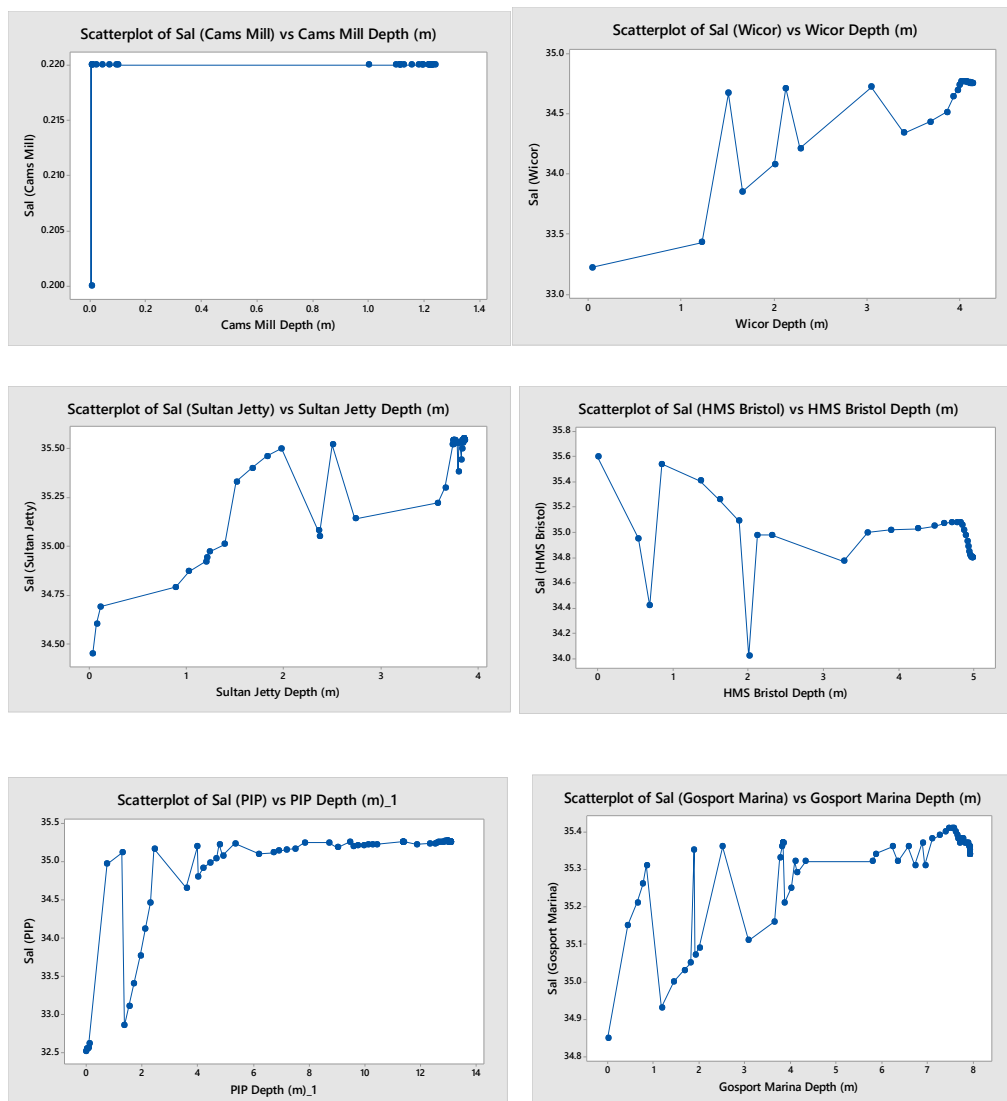 Scatterplot of Sal (Cams Mill) vs Cams Mill Depth (m)
0.220
0.215
0.210
0.205
0.200
Sal (Cams Mill)
0.0 0.2 0.4 0.6 0.8 1.0 1.2 1.4
Cams Mill Depth (m)
Scatterplot of Sal (Wicor) vs Wicor Depth (m)
35.0
34.5
34.0
33.5
33.0
Sal (Wicor)
0 1 2 3 4
Wicor Depth (m)
Scatterplot of Sal (Sultan Jetty) vs Sultan Jetty Depth (m)
35.50
35.25
35.00
34.75
34.50
Sal (Sultan Jetty)
0 1 2 3 4
Sultan Jetty Depth (m)
Scatterplot of Sal (HMS Bristol) vs HMS Bristol Depth (m)
35.8
35.6
35.4
35.2
35.0
34.8
34.6
34.4
34.2
34.0
Sal (HMS Bristol)
0 1 2 3 4 5
HMS Bristol Depth (m)
Scatterplot of Sal (PIP) vs PIP Depth (m)_1
35.5
35.0
34.5
34.0
33.5
33.0
32.5
Sal (PIP)
0 2 4 6 8 10 12 14
PIP Depth (m)_1
Scatterplot of Sal (Gosport Marina) vs Gosport Marina Depth (m)
35.4
35.3
35.2
35.1
35.0
34.9
34.8
Sal (Gosport Marina)
0 1 2 3 4 5 6 7 8
Gosport Marina Depth (m)